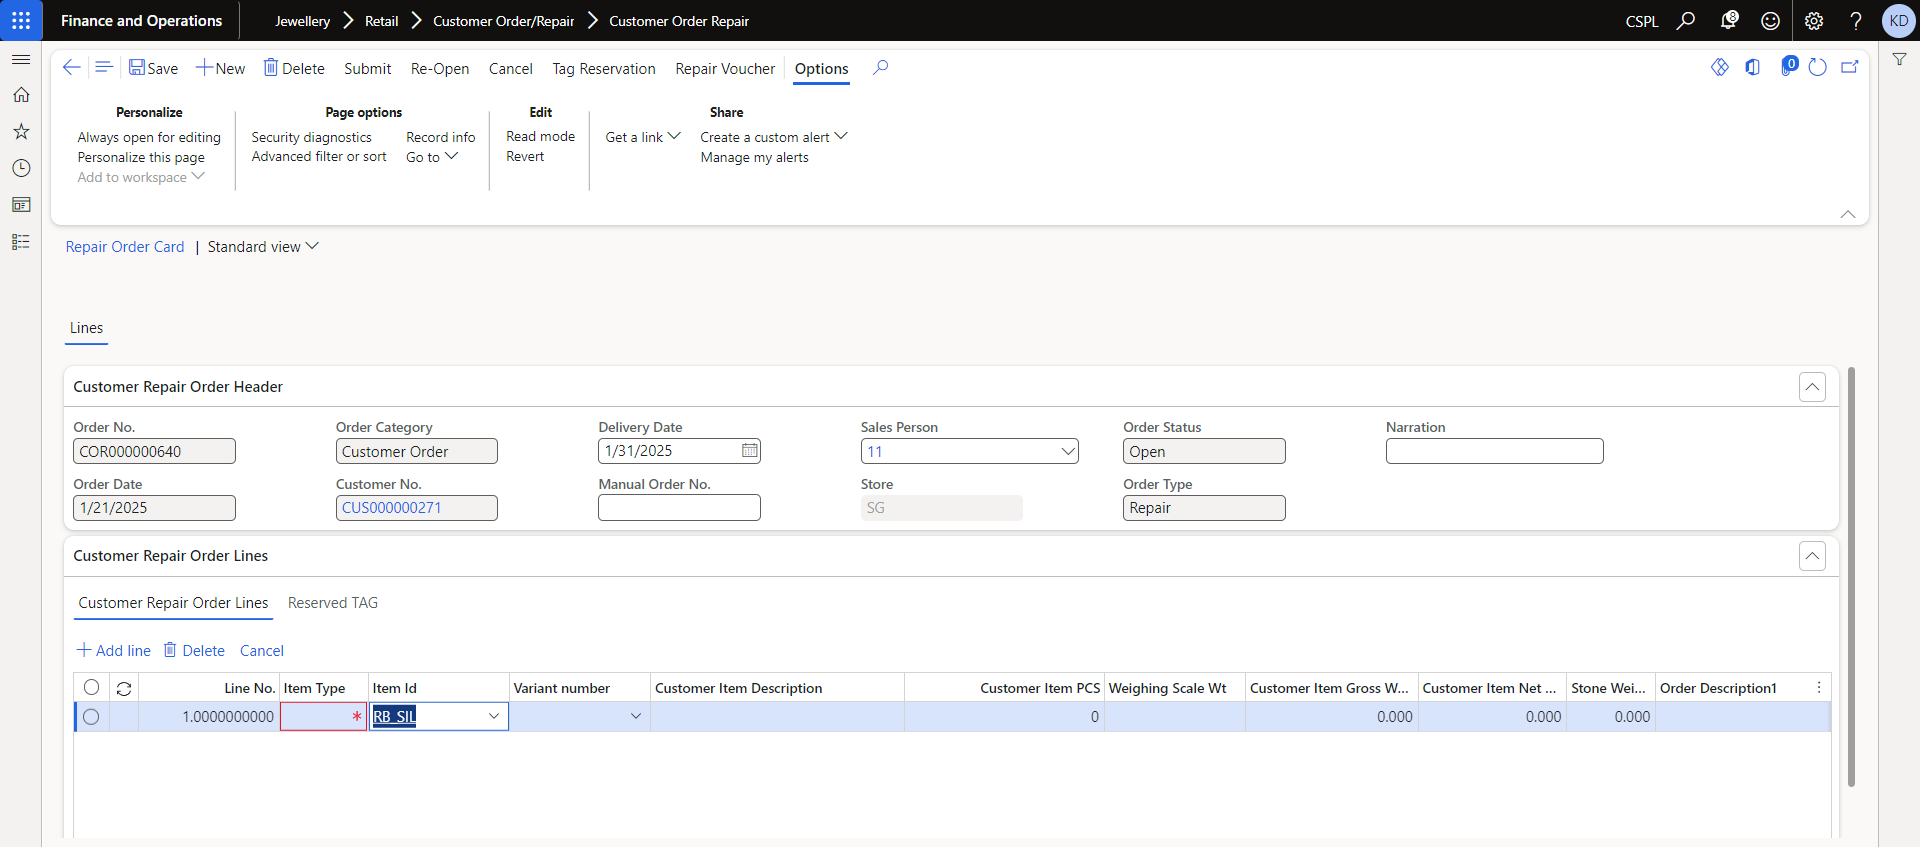 Finance and Operations
Jewellery
Retail
Customer Order/Repair
Customer Order Repair
CSPL
8
?
KD
Save
New
Delete
Submit
Re-Open
Cancel
Tag Reservation
Repair Voucher
Options
0
Personalize
Always open for editing
Personalize this page
Add to workspace
Page options
Security diagnostics
Advanced filter or sort
Record info
Go to
Edit
Read mode
Revert
Get a link
Share
Create a custom alert
Manage my alerts
Repair Order Card | Standard view
Lines
Customer Repair Order Header
Order No.
COR000000640
Order Category
Customer Order
Delivery Date
1/31/2025
Sales Person
11
Order Status
Open
Narration
Order Date
1/21/2025
Customer No.
CUS000000271
Manual Order No.
Store
SG
Order Type
Repair
Customer Repair Order Lines
Customer Repair Order Lines
Reserved TAG
Add line
Delete
Cancel
Line No. Item Type Item Id Variant number Customer Item Description Customer Item PCS Weighing Scale Wt Customer Item Gross W... Customer Item Net ... Stone Wei... Order Description1
1.0000000000 * RB_SIL 0 0.000 0.000 0.000